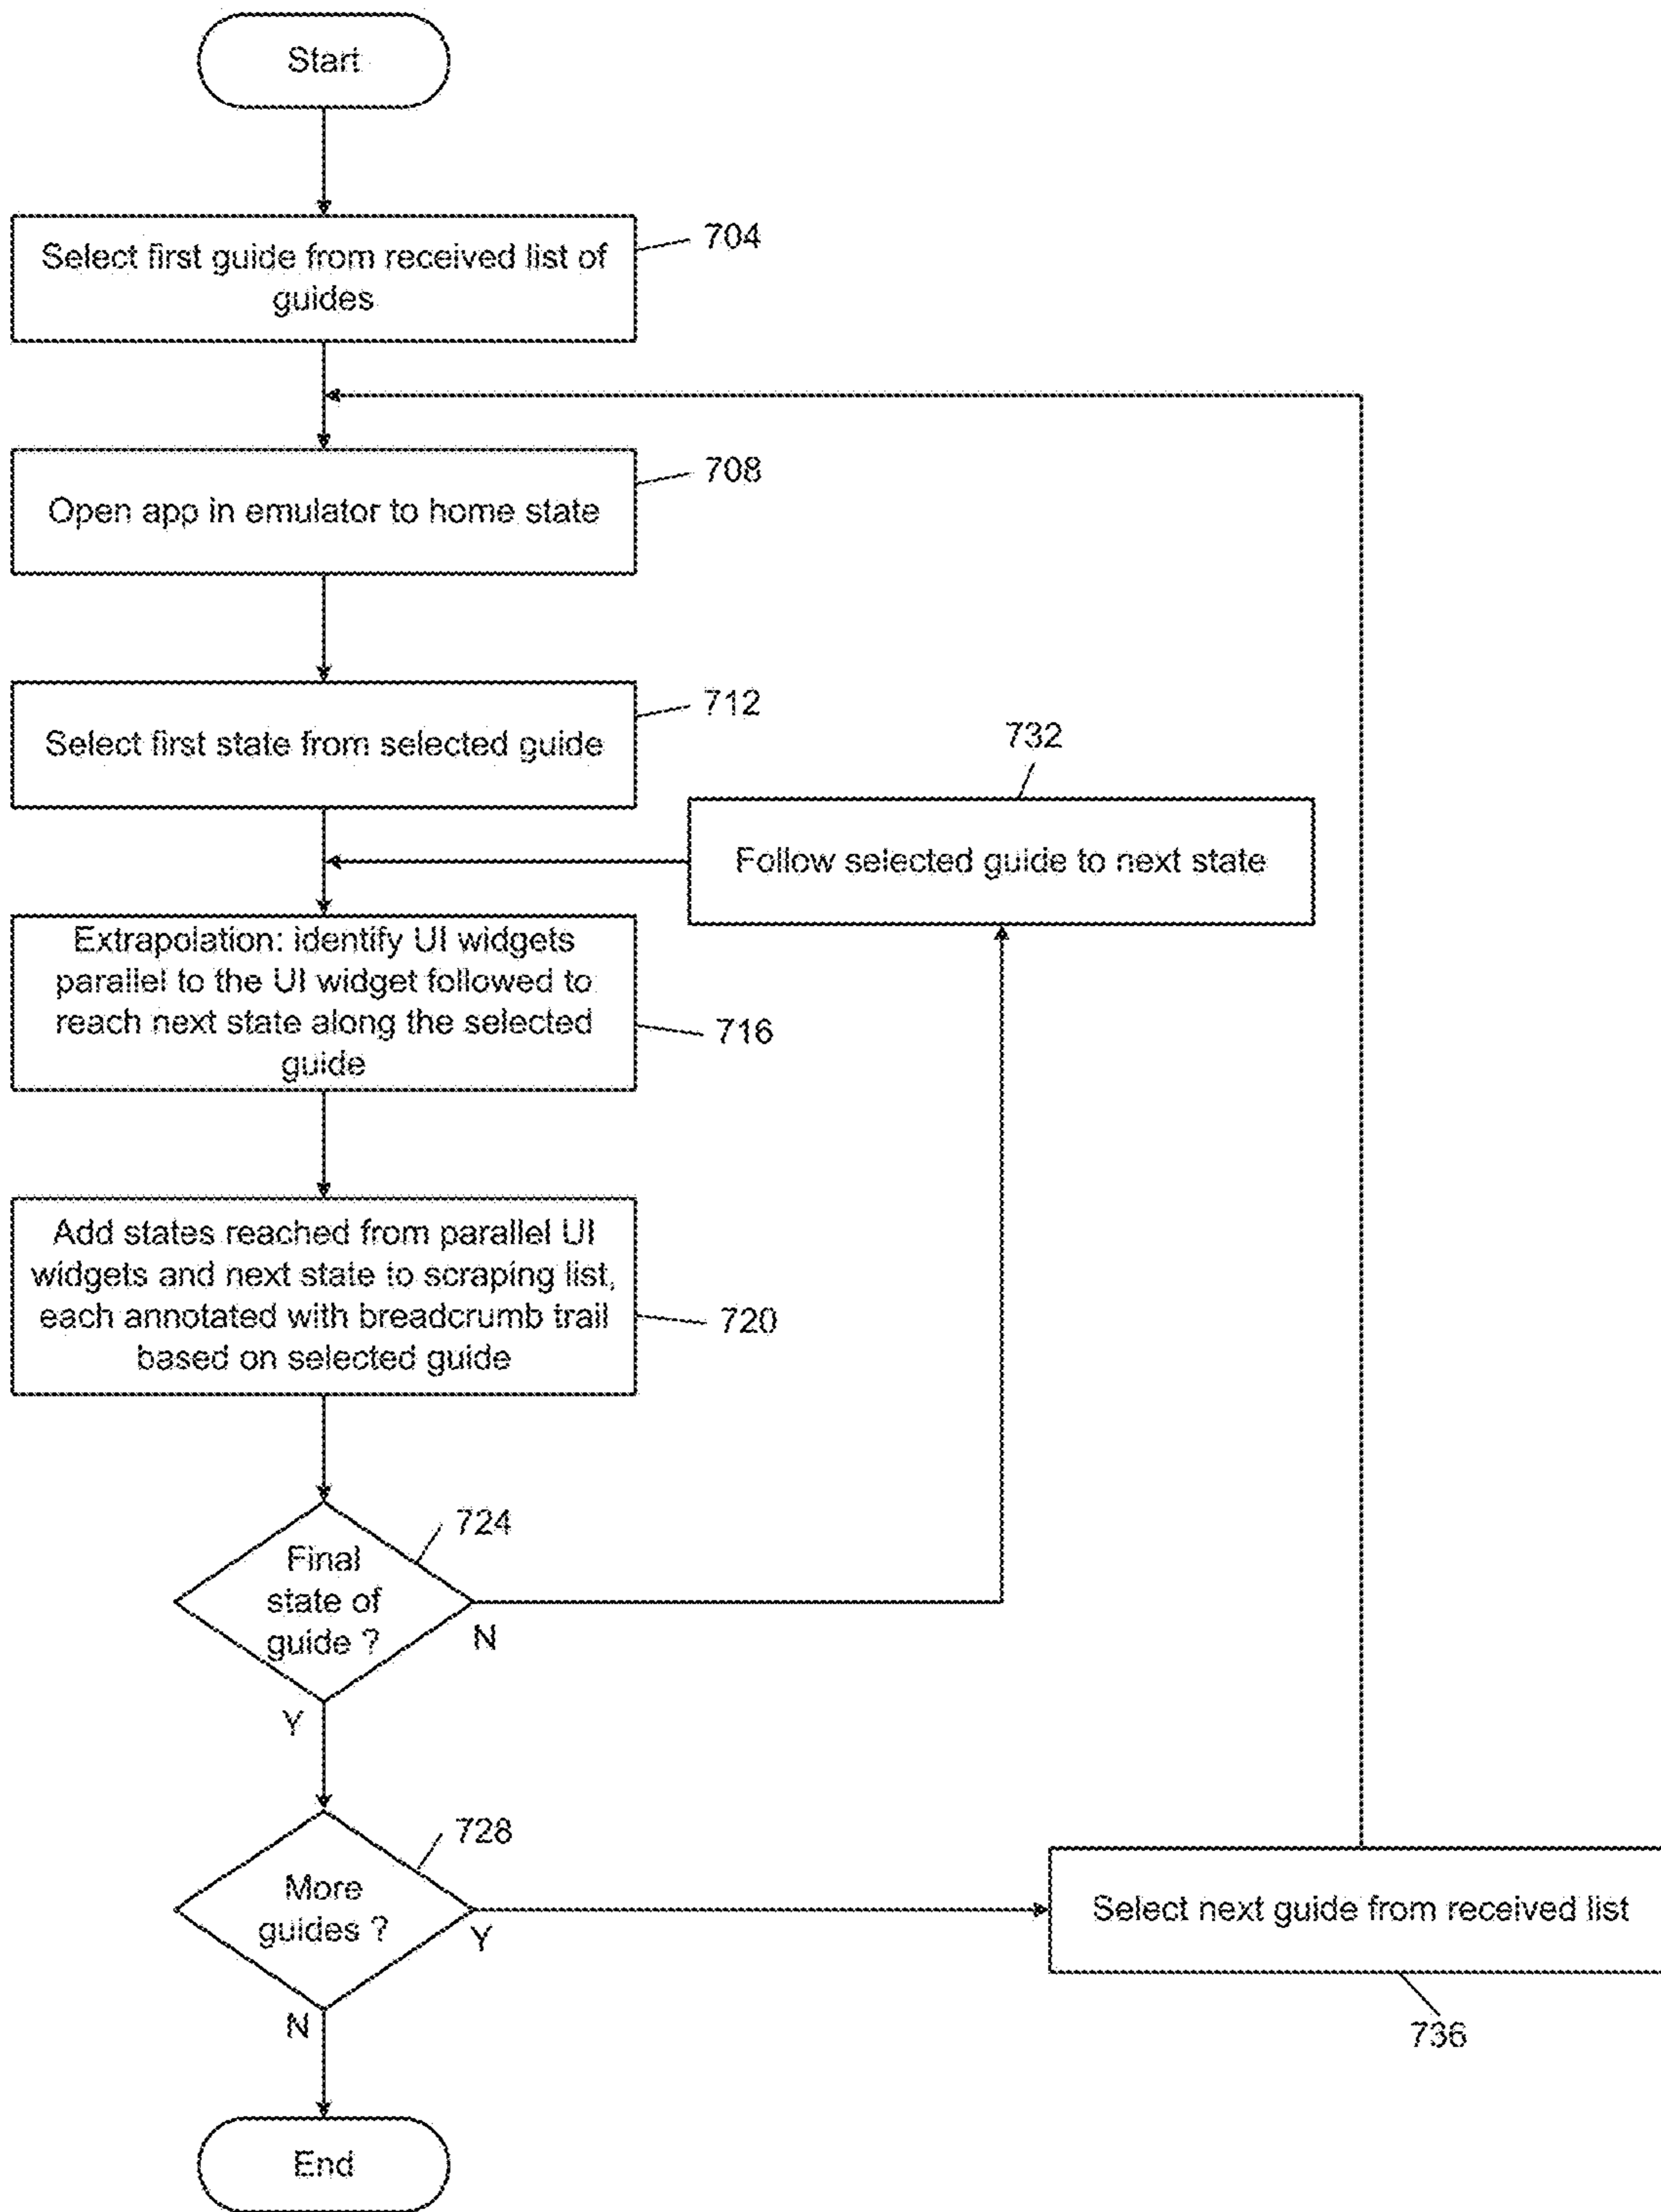 Start
704
Select first guide from received list of
guides
708
Open app in emulator to home state
712
Select first state from selected guide
732
Follow selected guide to next state
Extrapolation: identify UI widgets
parallel to the UI widget followed to
reach next state along the selected
guide
716
Add states reached from parallel UI
widgets and next state to scraping list,
each annotated with breadcrumb trail
based on selected guide
720
724
Final
state of
guide ?
N
Y
728
More
guides ?
Y
N
Select next guide from received list
736
End